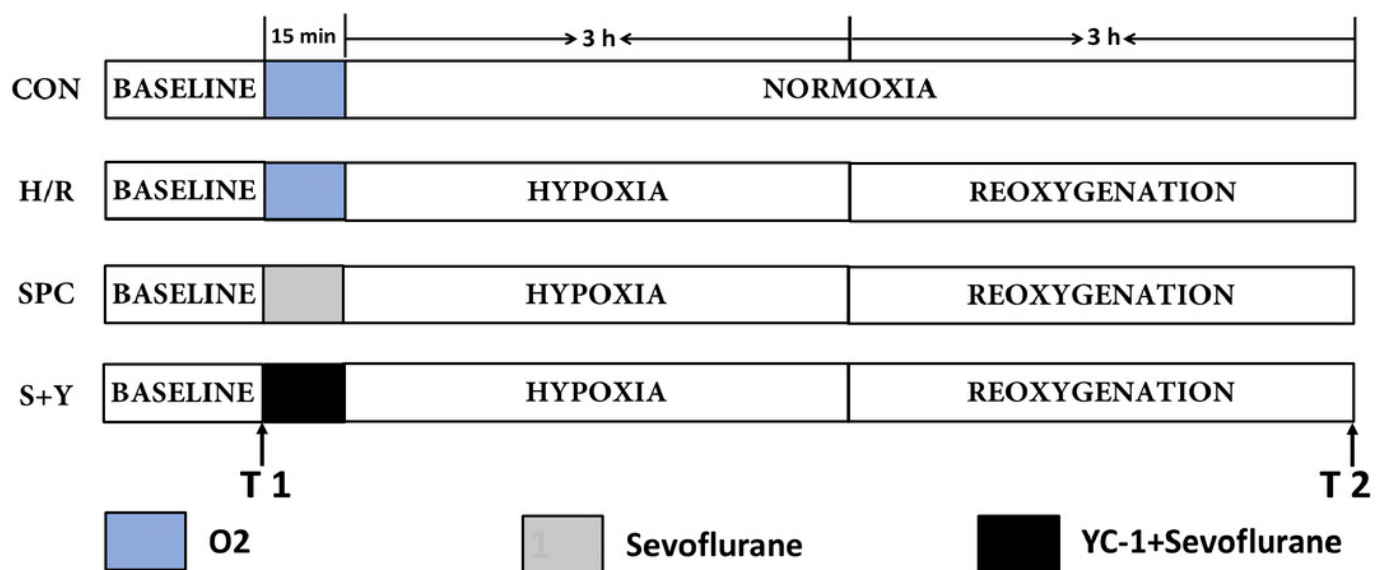 15 min 3 h 3 h
CON BASELINE NORMOXIA
H/R BASELINE HYPOXIA REOXYGENATION
SPC BASELINE HYPOXIA REOXYGENATION
S+Y BASELINE HYPOXIA REOXYGENATION
T 1 T 2
O2 1 Sevoflurane YC-1+Sevoflurane